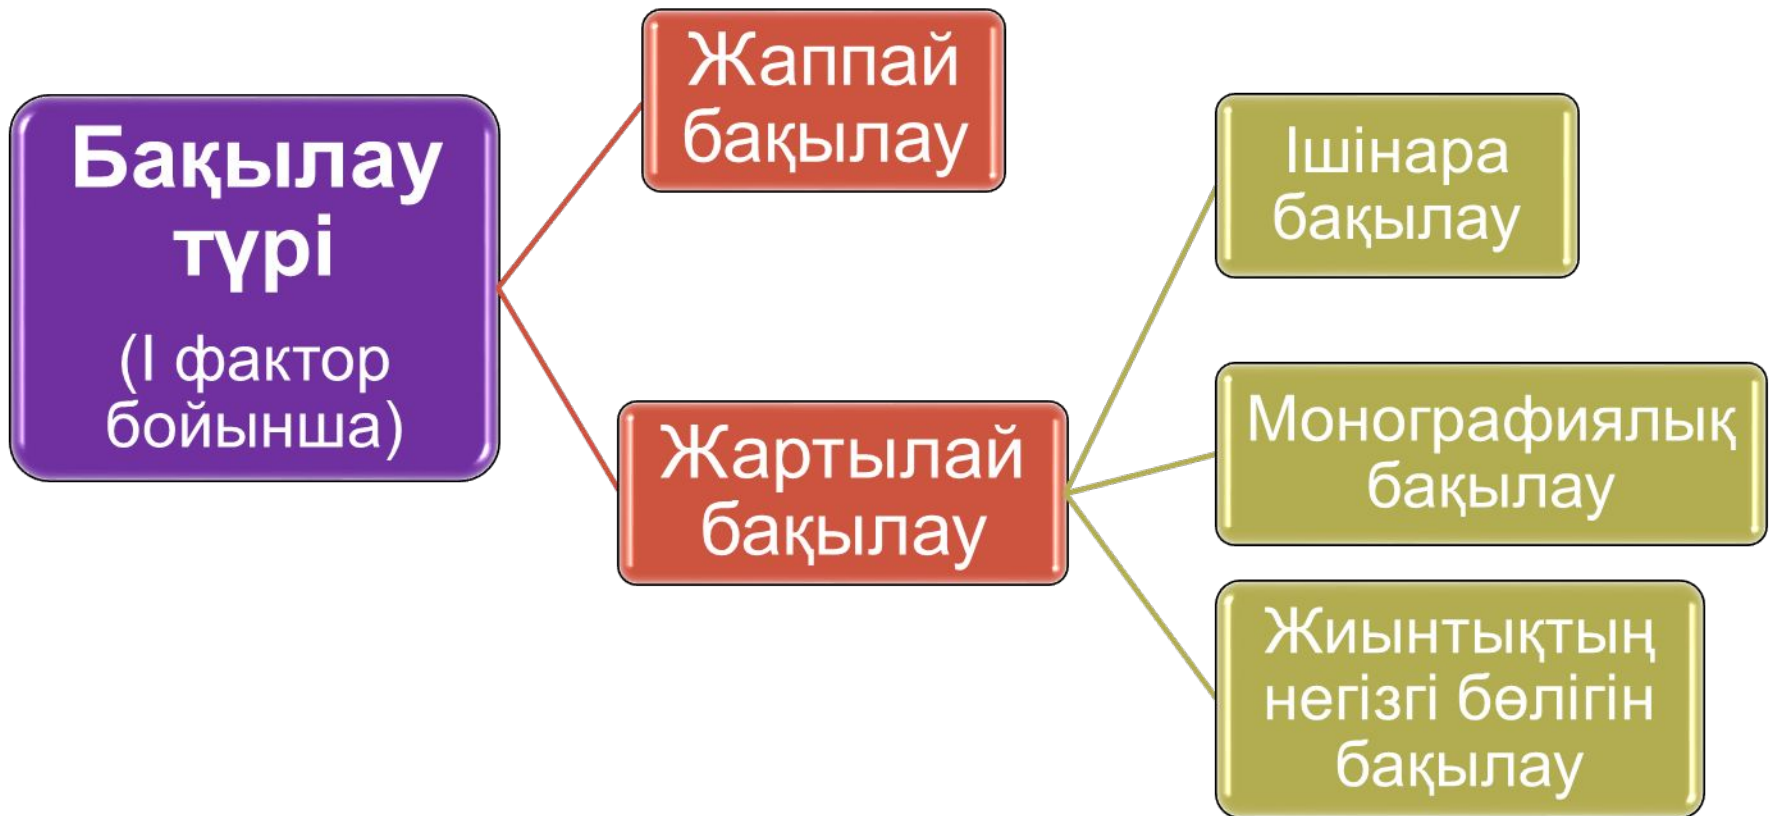 Бақылау
түрі
(І фактор
бойынша)
Жаппай
бақылау
Жартылай
бақылау
Ішінара
бақылау
Монографиялық
бақылау
Жиынтықтың
негізгі бөлігін
бақылау